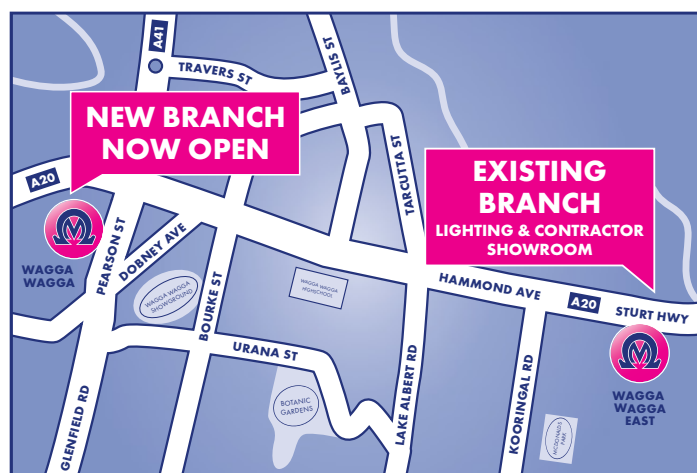 A41
TRAVERS ST
BAYLIS ST
NEW BRANCH
NOW OPEN
TARCUTTA ST
EXISTING
BRANCH
LIGHTING & CONTRACTOR
SHOWROOM
A20
WAGGA
WAGGA
PEARSON ST
DOBNEY AVE
WAGGA WAGGA
SHOWGROUND
BOURKE ST
WAGGA WAGGA
HIGHSCHOOL
HAMMOND AVE
A20
STURT HWY
URANA ST
BOTANIC
GARDENS
GLENFIELD RD
LAKE ALBERT RD
KOORINGAL RD
MCDONALDS
PARK
WAGGA
WAGGA
EAST